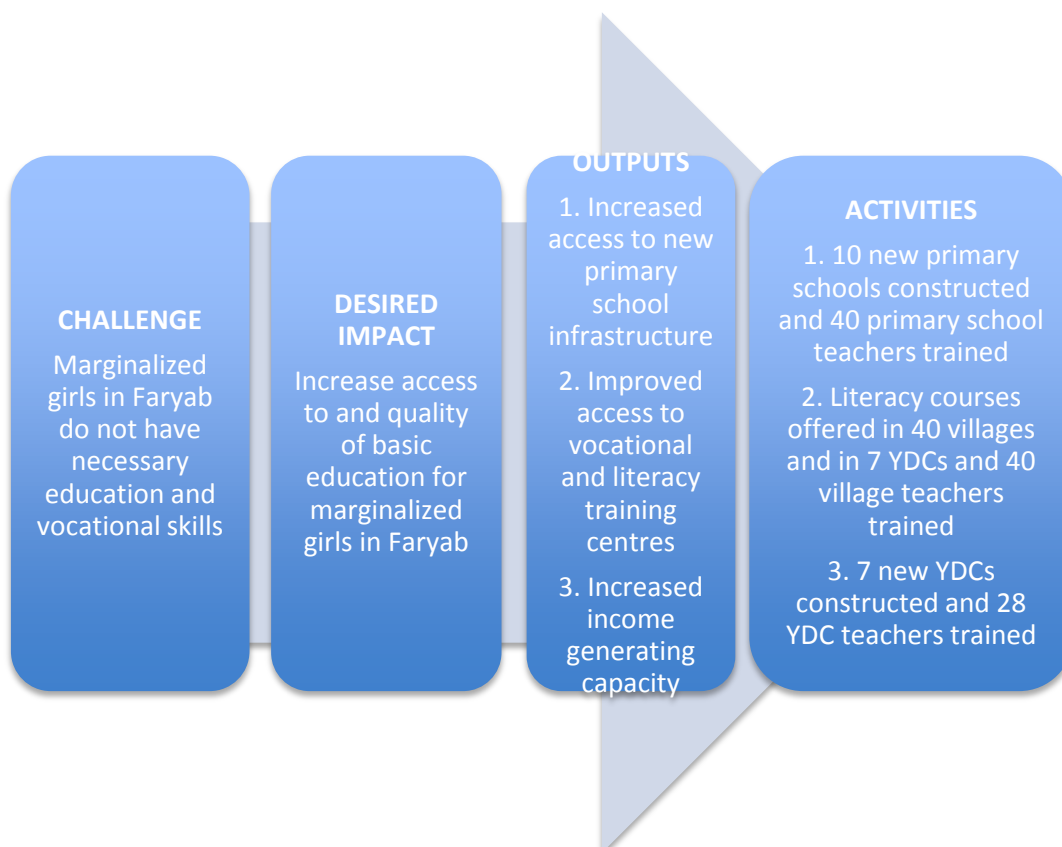 CHALLENGE
Marginalized
girls in Faryab
do not have
necessary
education and
vocational skills
DESIRED
IMPACT
Increase access
to and quality
of basic
education for
marginalized
girls in Faryab
OUTPUTS
1. Increased
access to new
primary
school
infrastructure
2. Improved
access to
vocational
and literacy
training
centres
3. Increased
income
generating
capacity
ACTIVITIES
1. 10 new primary
schools constructed
and 40 primary school
teachers trained
2. Literacy courses
offered in 40 villages
and in 7 YDCs and 40
village teachers
trained
3. 7 new YDCs
constructed and 28
YDC teachers trained